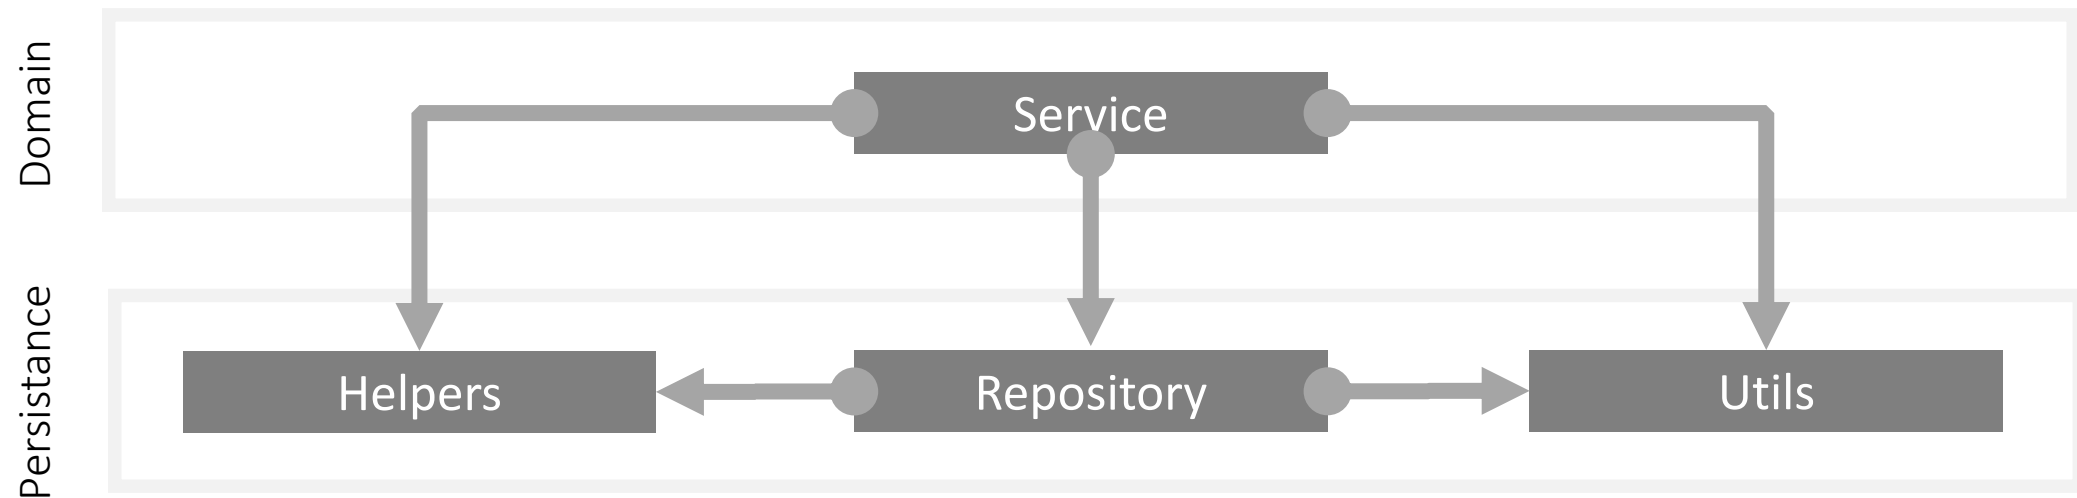 Domain
Service
Persistance
Helpers
Repository
Utils